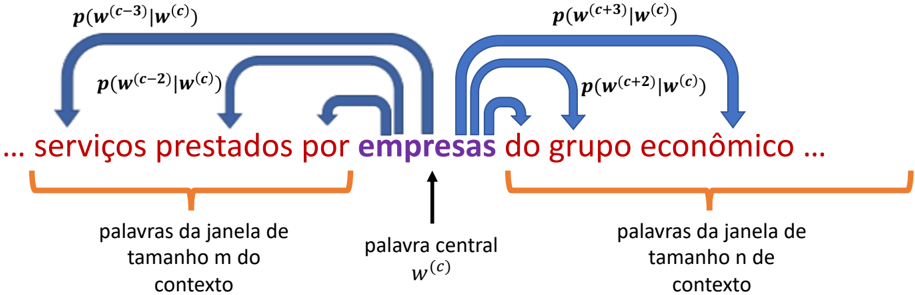 p(w^(c−3)|w^(c)) p(w^(c+3)|w^(c))
p(w^(c−2)|w^(c)) p(w^(c+2)|w^(c))
... serviços prestados por empresas do grupo econômico ...
palavras da janela de
tamanho m do
contexto
palavra central
w^(c)
palavras da janela de
tamanho n de
contexto